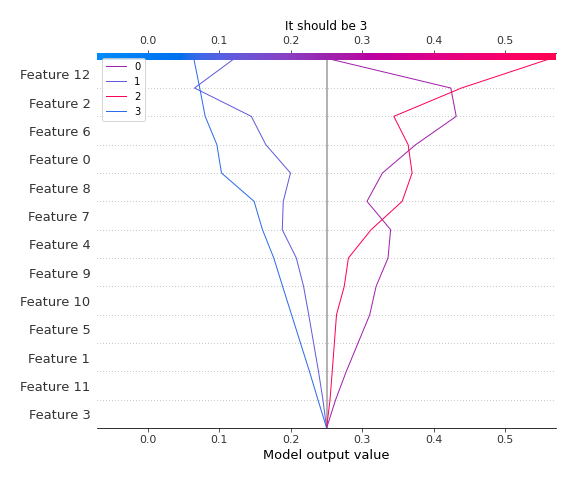 It should be 3
0.0 0.1 0.2 0.3 0.4 0.5
0
1
2
3
Feature 12
Feature 2
Feature 6
Feature 0
Feature 8
Feature 7
Feature 4
Feature 9
Feature 10
Feature 5
Feature 1
Feature 11
Feature 3
0.0 0.1 0.2 0.3 0.4 0.5
Model output value